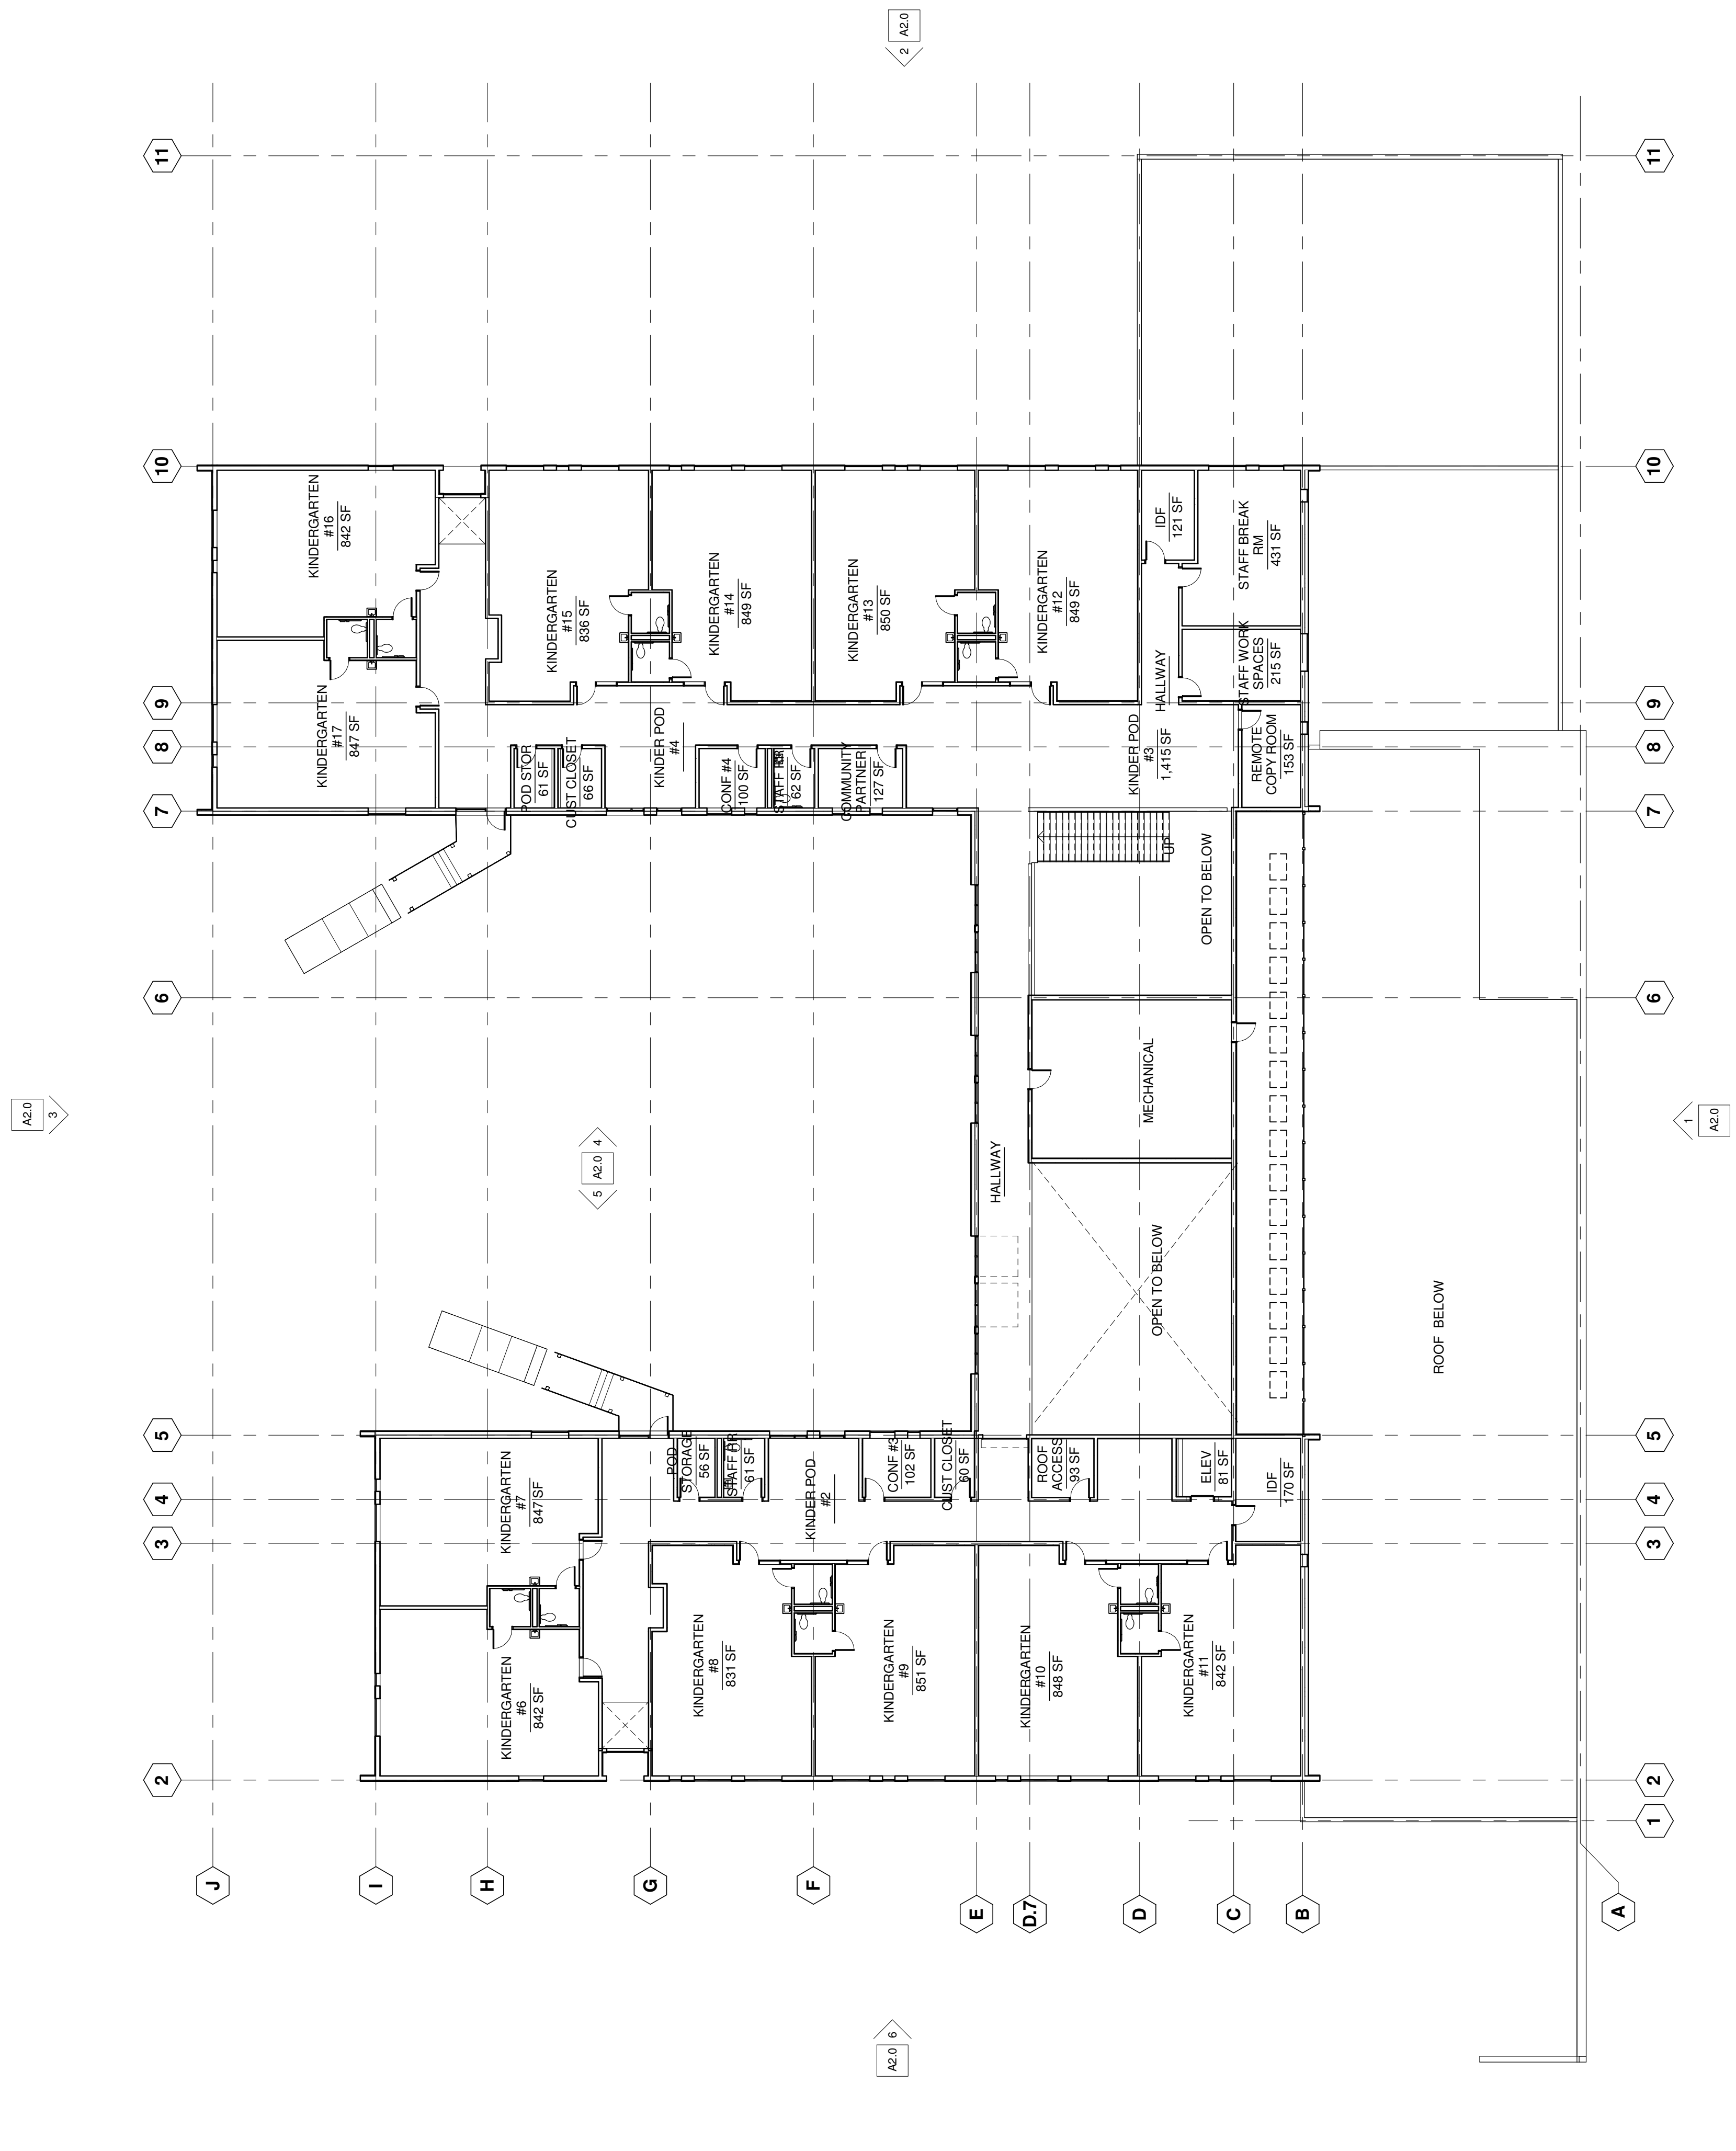 A2.0
2
11
11
10
10
9
9
8
8
7
7
6
6
5
5
4
4
3
3
2
2
1
J
I
H
G
F
E
D.7
D
C
B
A
A2.0
3
5
A2.0
4
1
A2.0
A2.0
6
KINDERGARTEN
#16
842 SF
KINDERGARTEN
#17
847 SF
KINDERGARTEN
#15
836 SF
KINDERGARTEN
#14
849 SF
KINDERGARTEN
#13
850 SF
KINDERGARTEN
#12
849 SF
IDF
121 SF
STAFF BREAK
RM
431 SF
STAFF WORK
SPACES
215 SF
HALLWAY
REMOTE
COPY ROOM
153 SF
KINDER POD
#3
1,415 SF
POD STOR
61 SF
CUST CLOSET
66 SF
KINDER POD
#4
CONF #4
100 SF
STAFF RR
62 SF
COMMUNITY
PARTNER
127 SF
UP
OPEN TO BELOW
MECHANICAL
HALLWAY
OPEN TO BELOW
ROOF BELOW
KINDERGARTEN
#7
847 SF
KINDERGARTEN
#6
842 SF
POD
STORAGE
56 SF
STAFF RR
61 SF
KINDER POD
#2
CONF #3
102 SF
CUST CLOSET
60 SF
ROOF
ACCESS
93 SF
ELEV
81 SF
IDF
170 SF
KINDERGARTEN
#8
831 SF
KINDERGARTEN
#9
851 SF
KINDERGARTEN
#10
848 SF
KINDERGARTEN
#11
842 SF